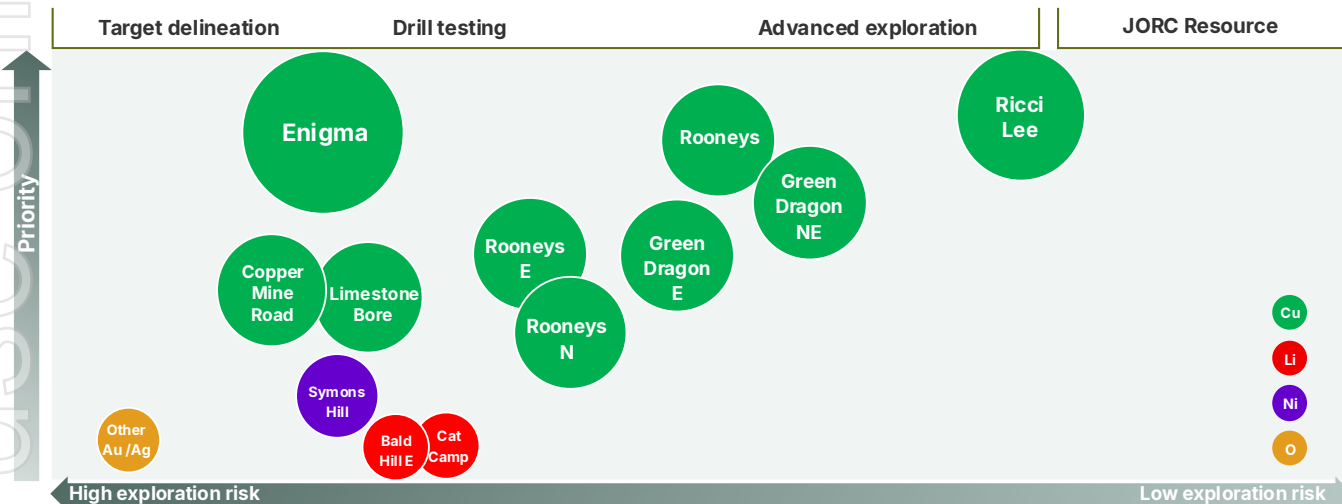 Target delineation
Drill testing
Advanced exploration
JORC Resource
Priority
Enigma
Rooneys
Ricci
Lee
Green
Dragon
NE
Rooneys
E
Green
Dragon
E
Copper
Mine
Road
Limestone
Bore
Rooneys
N
Symons
Hill
Other
Au /Ag
Bald
Hill E
Cat
Camp
Cu
Li
Ni
O
High exploration risk
Low exploration risk